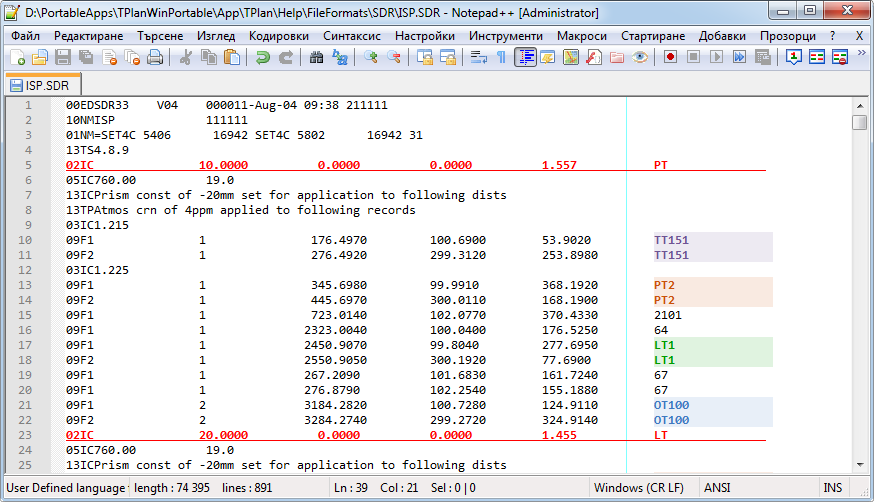 D:\PortableApps\TPlanWinPortable\App\TPlan\Help\FileFormats\SDR\ISP.SDR - Notepad++ [Administrator]
Файл Редактиране Търсене Изглед Кодировки Синтаксис Настройки Инструменти Макроси Стартиране Добавки Прозорци ? X
ISP.SDR
1 00EDSDR33 V04 000011-Aug-04 09:38 211111
2 10NMISP 111111
3 01NM=SET4C 5406 16942 SET4C 5802 16942 31
4 13TS4.8.9
5 02IC 10.0000 0.0000 0.0000 1.557 PT
6 05IC760.00 19.0
7 13ICPrism const of -20mm set for application to following dists
8 13TPAtmos crn of 4ppm applied to following records
9 03IC1.215
10 09F1 1 176.4970 100.6900 53.9020 TT151
11 09F2 1 276.4920 299.3120 253.8980 TT151
12 03IC1.225
13 09F1 1 345.6980 99.9910 368.1920 PT2
14 09F2 1 445.6970 300.0110 168.1900 PT2
15 09F1 1 723.0140 102.0770 370.4330 2101
16 09F1 1 2323.0040 100.0400 176.5250 64
17 09F1 1 2450.9070 99.8040 277.6950 LT1
18 09F2 1 2550.9050 300.1920 77.6900 LT1
19 09F1 1 267.2090 101.6830 161.7240 67
20 09F1 1 276.8790 102.2540 155.1880 67
21 09F1 2 3184.2820 100.7280 124.9110 OT100
22 09F2 2 3284.2740 299.2720 324.9140 OT100
23 02IC 20.0000 0.0000 0.0000 1.455 LT
24 05IC760.00 19.0
25 13ICPrism const of -20mm set for application to following dists
User Defined language length : 74 395 lines : 891 Ln : 39 Col : 21 Sel : 0 | 0 Windows (CR LF) ANSI INS